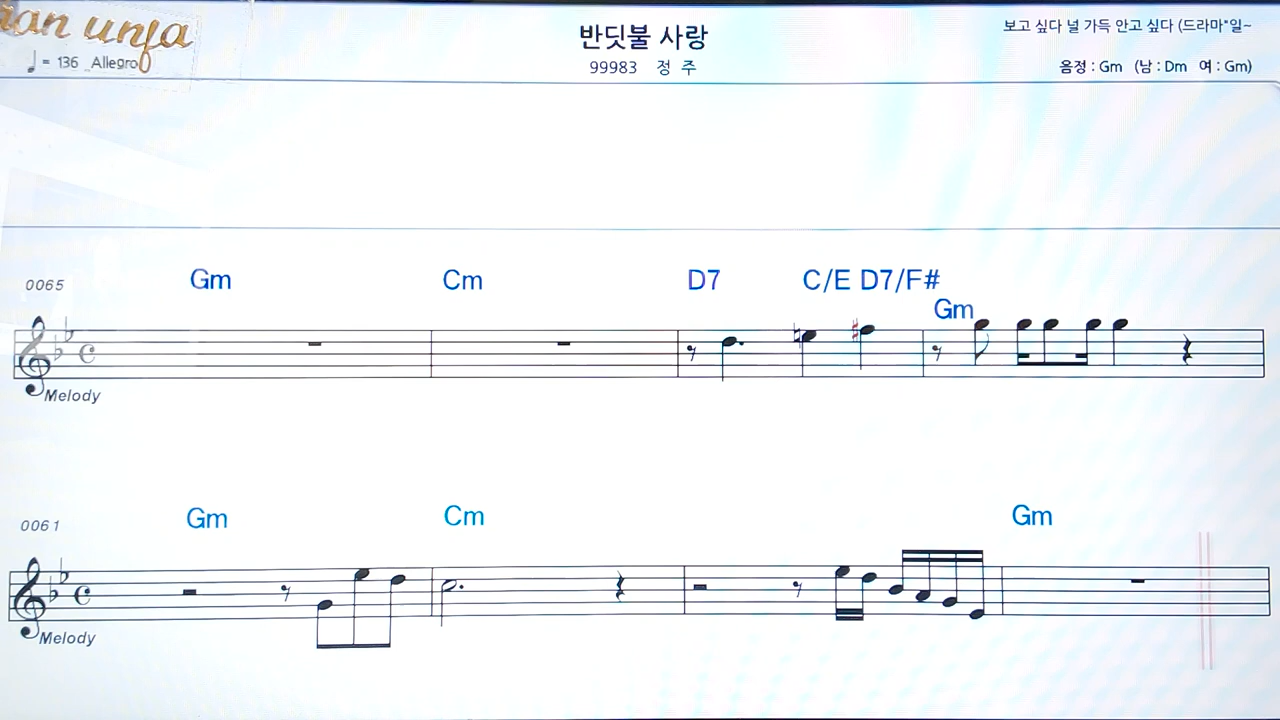 반딧불 사랑
보고 싶다 널 가득 안고 싶다 (드라마"일~
♩ = 136 Allegro
99983 정 주
음정 : Gm (남 : Dm 여 : Gm)
0065 Gm Cm D7 C/E D7/F#
Gm
Melody
0061 Gm Cm Gm
Melody